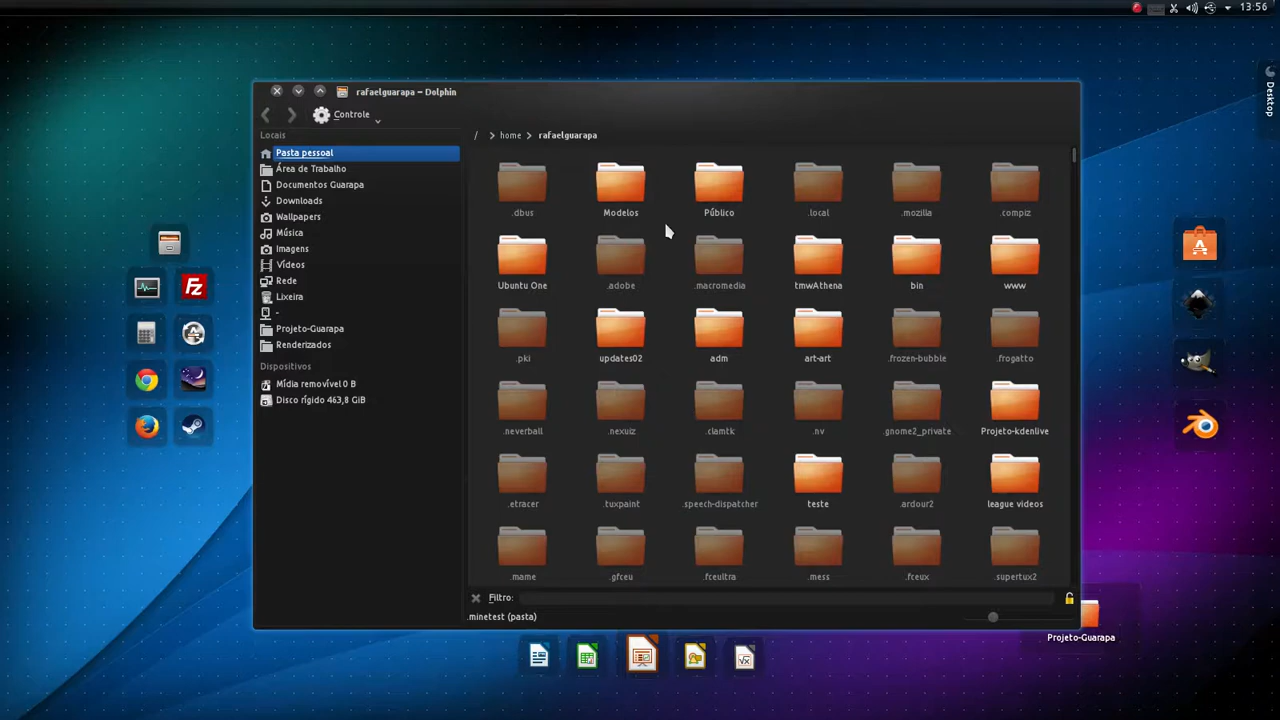 13:56
Desktop
rafaelguarapa – Dolphin
Controle
Locais
Pasta pessoal
Área de Trabalho
Documentos Guarapa
Downloads
Wallpapers
Música
Imagens
Vídeos
Rede
Lixeira
-
Projeto-Guarapa
Renderizados
Dispositivos
Mídia removível 0 B
Disco rígido 463,8 GiB
/ > home > rafaelguarapa
.dbus Modelos Público .local .mozilla .compiz
Ubuntu One .adobe .macromedia tmwAthena bin www
.pki updates02 adm art-art .frozen-bubble .frogatto
.neverball .nexuiz .clamtk .nv .gnome2_private Projeto-kdenlive
.etracer .tuxpaint .speech-dispatcher teste .ardour2 league videos
.mame .gfceu .fceultra .mess .fceux .supertux2
Filtro:
.minetest (pasta)
Projeto-Guarapa
Fz